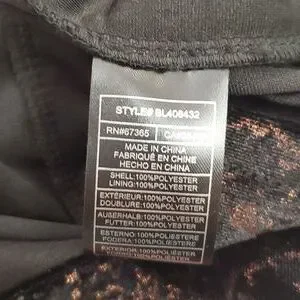 STYLE# BL408432
RN#67365
MADE IN CHINA
FABRIQUÉ EN CHINE
HECHO EN CHINA
SHELL:100%POLYESTER
LINING:100%POLYESTER
EXTÉRIEUR:100%POLYESTER
DOUBLURE:100%POLYESTER
AUßERHALB:100%POLYESTER
FUTTER:100%POLYESTER
ESTERNO:100%POLIESTERE
FODERA:100%POLIESTERE
EXTERIOR:100%POLIESTER